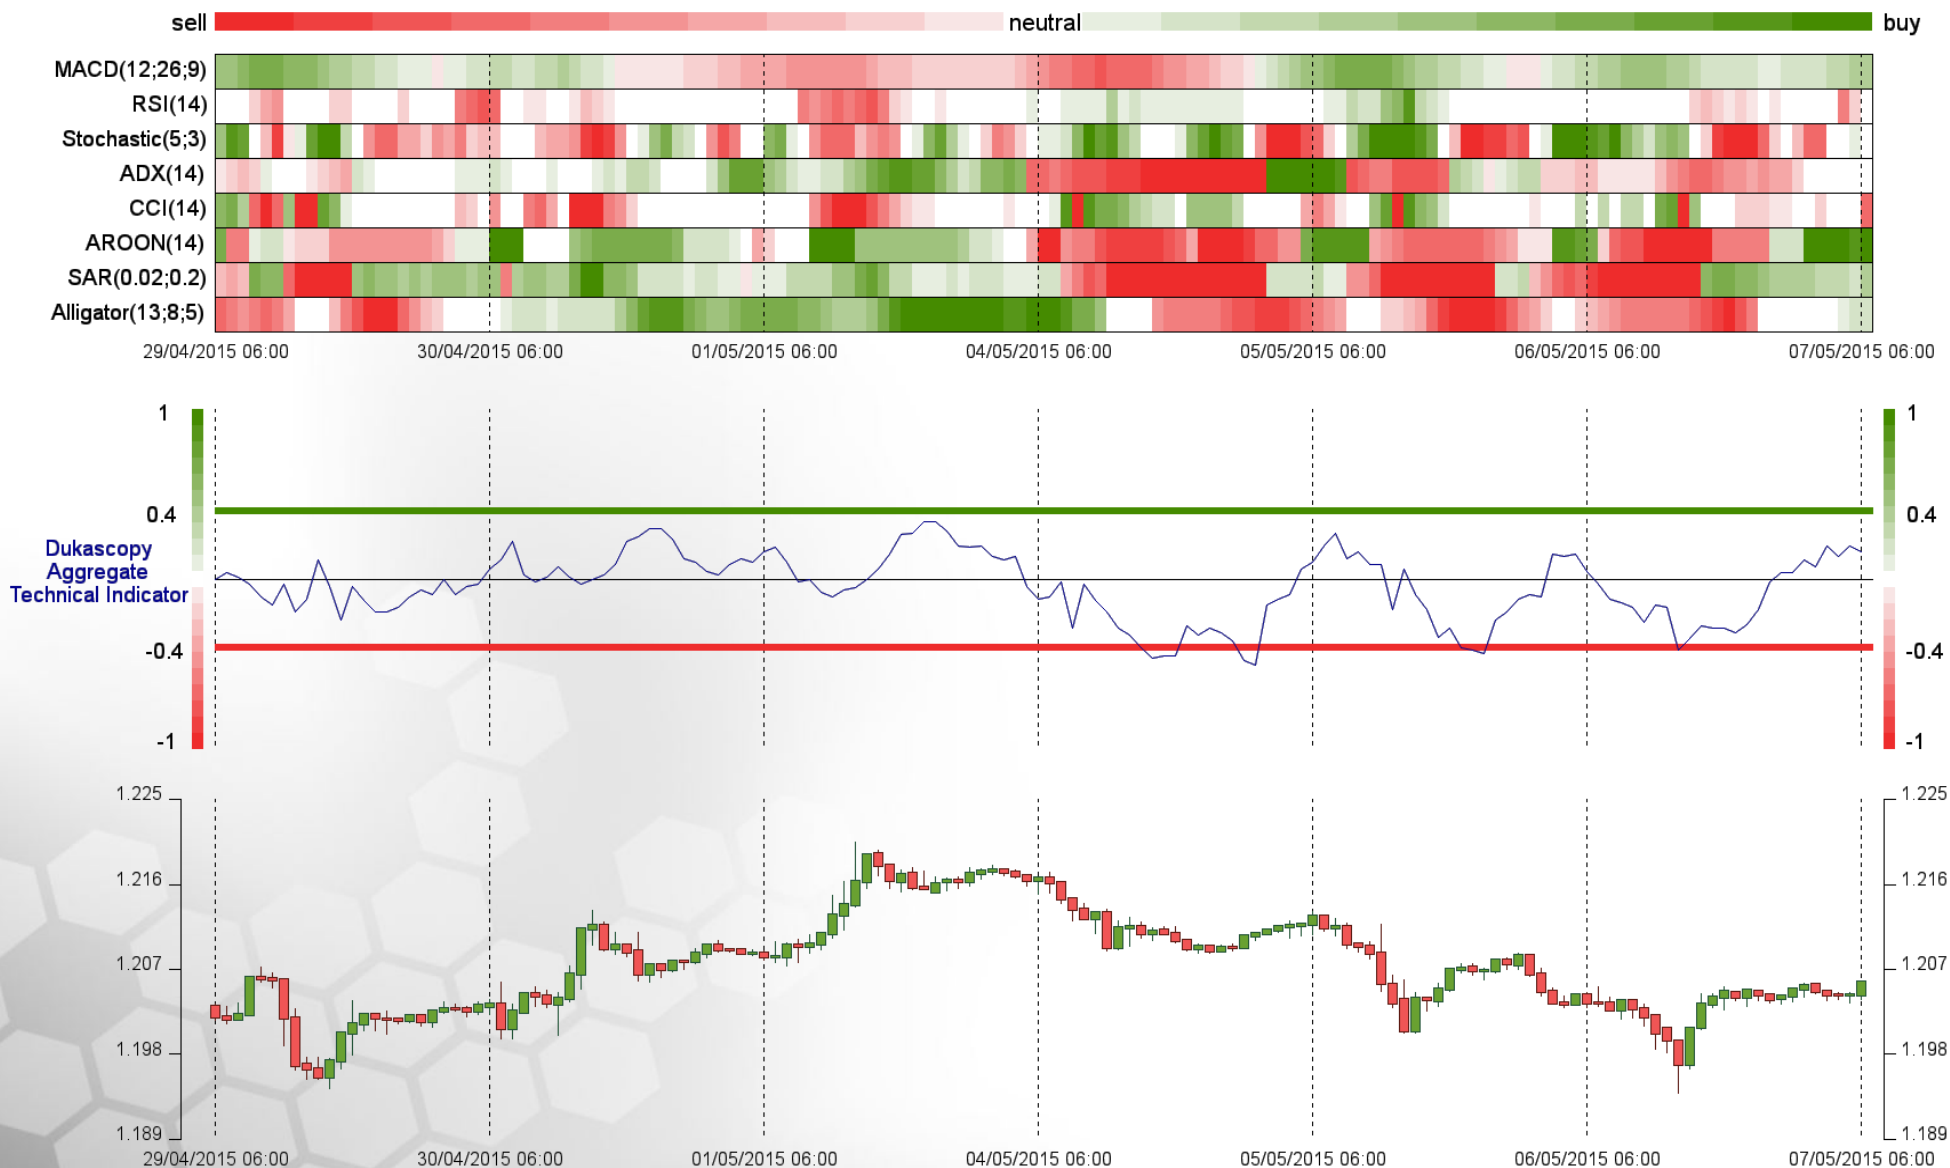 sell neutral buy
MACD(12;26;9)
RSI(14)
Stochastic(5;3)
ADX(14)
CCI(14)
AROON(14)
SAR(0.02;0.2)
Alligator(13;8;5)
29/04/2015 06:00 30/04/2015 06:00 01/05/2015 06:00 04/05/2015 06:00 05/05/2015 06:00 06/05/2015 06:00 07/05/2015 06:00
1 1
0.4 0.4
Dukascopy
Aggregate
Technical Indicator
-0.4 -0.4
-1 -1
1.225 1.225
1.216 1.216
1.207 1.207
1.198 1.198
1.189 1.189
29/04/2015 06:00 30/04/2015 06:00 01/05/2015 06:00 04/05/2015 06:00 05/05/2015 06:00 06/05/2015 06:00 07/05/2015 06:00